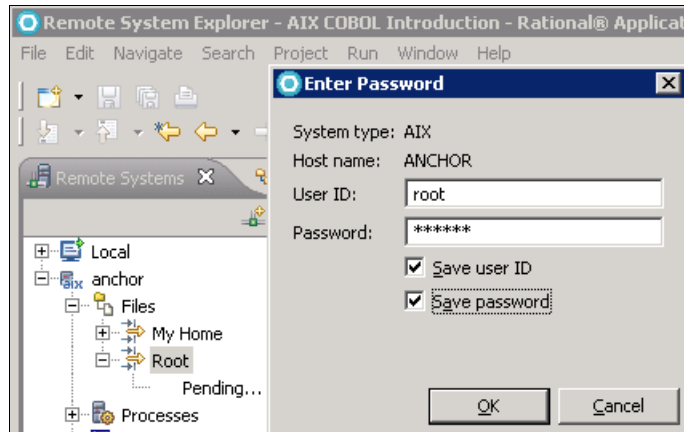 Remote System Explorer - AIX COBOL Introduction - Rational® Applicat
File Edit Navigate Search Project Run Window Help
Enter Password
System type: AIX
Host name: ANCHOR
User ID: root
Password: ******
Save user ID
Save password
OK Cancel
Remote Systems
Local
aix anchor
Files
My Home
Root
Pending...
Processes